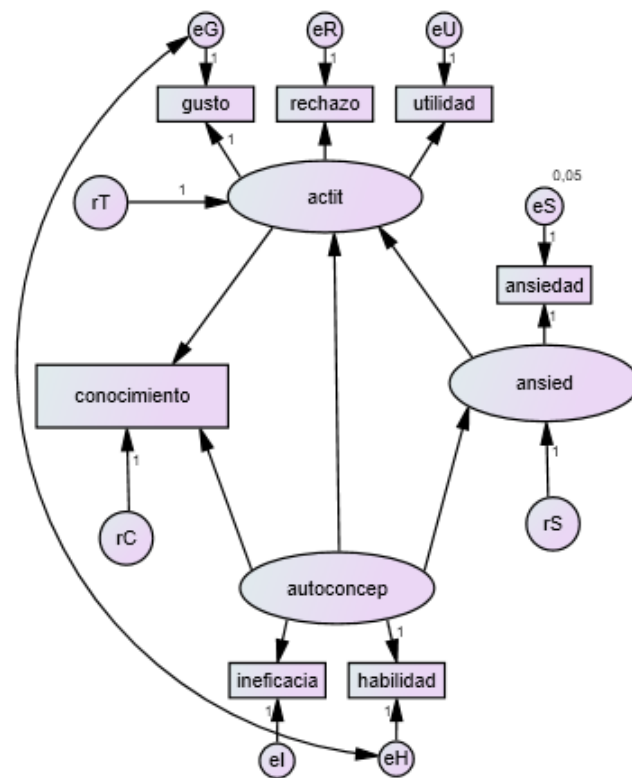 eG
eR
eU
1
1
1
gusto
rechazo
utilidad
1
rT
1
actit
0,05
eS
1
ansiedad
1
conocimiento
ansied
1
1
rC
rS
autoconcep
1
ineficacia
habilidad
1
1
eI
eH